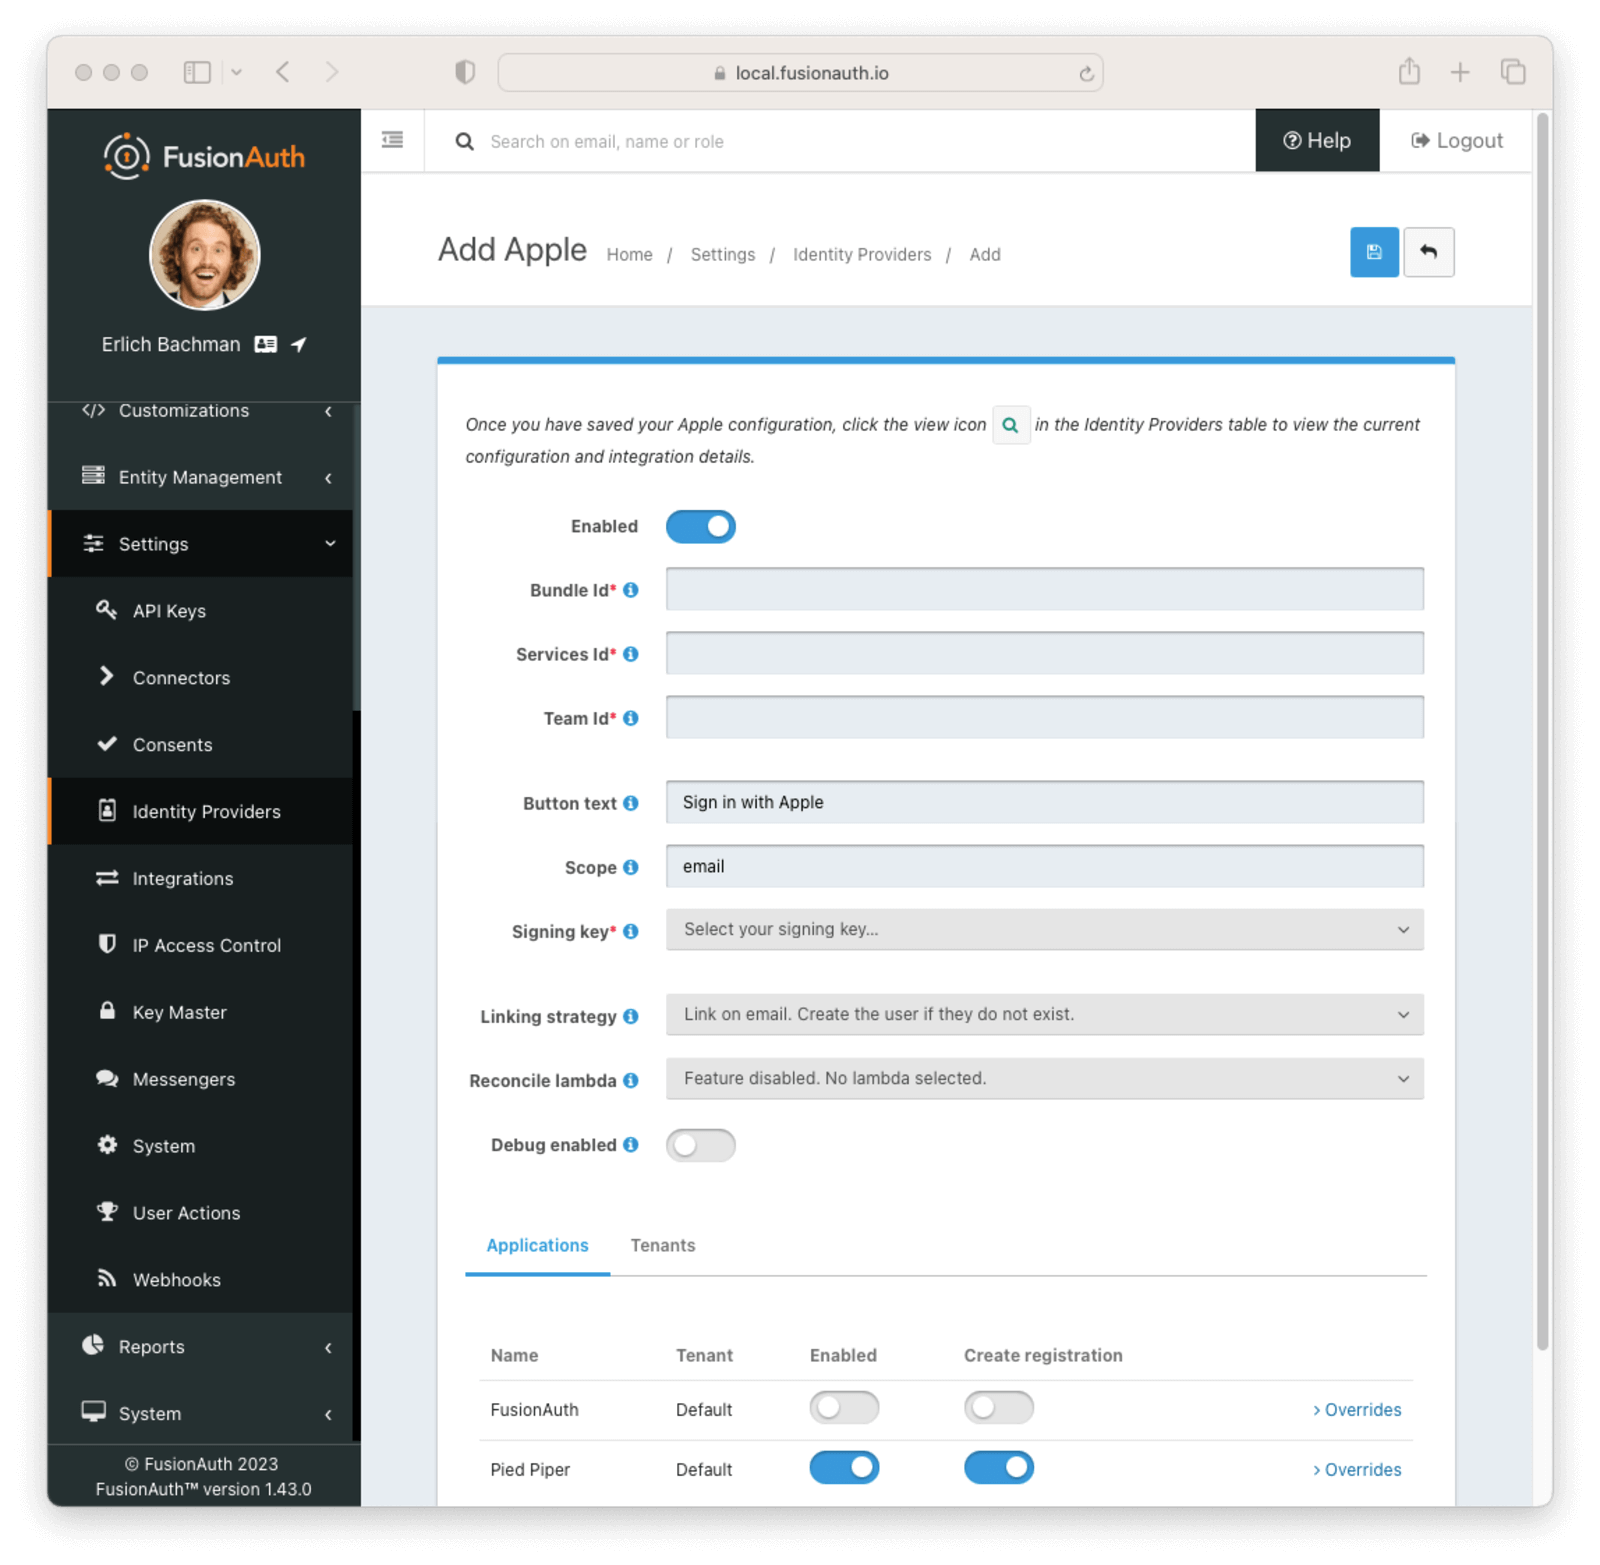 local.fusionauth.io
FusionAuth
Search on email, name or role
Help
Logout
Erlich Bachman
Add Apple
Home / Settings / Identity Providers / Add
Customizations
Entity Management
Settings
API Keys
Connectors
Consents
Identity Providers
Integrations
IP Access Control
Key Master
Messengers
System
User Actions
Webhooks
Reports
System
© FusionAuth 2023
FusionAuth™ version 1.43.0
Once you have saved your Apple configuration, click the view icon in the Identity Providers table to view the current
configuration and integration details.
Enabled
Bundle Id*
Services Id*
Team Id*
Button text Sign in with Apple
Scope email
Signing key* Select your signing key...
Linking strategy Link on email. Create the user if they do not exist.
Reconcile lambda Feature disabled. No lambda selected.
Debug enabled
Applications Tenants
Name Tenant Enabled Create registration
FusionAuth Default > Overrides
Pied Piper Default > Overrides